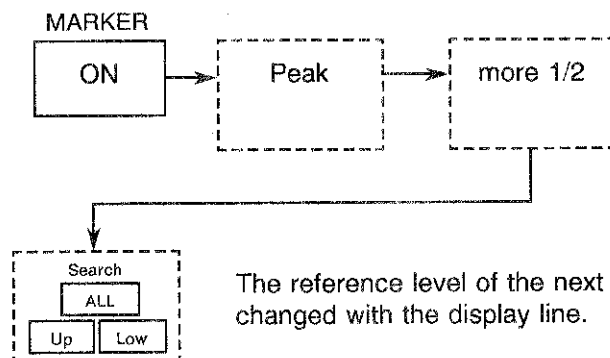 MARKER
ON
Peak
more 1/2
Search
ALL
Up Low
The reference level of the next
changed with the display line.